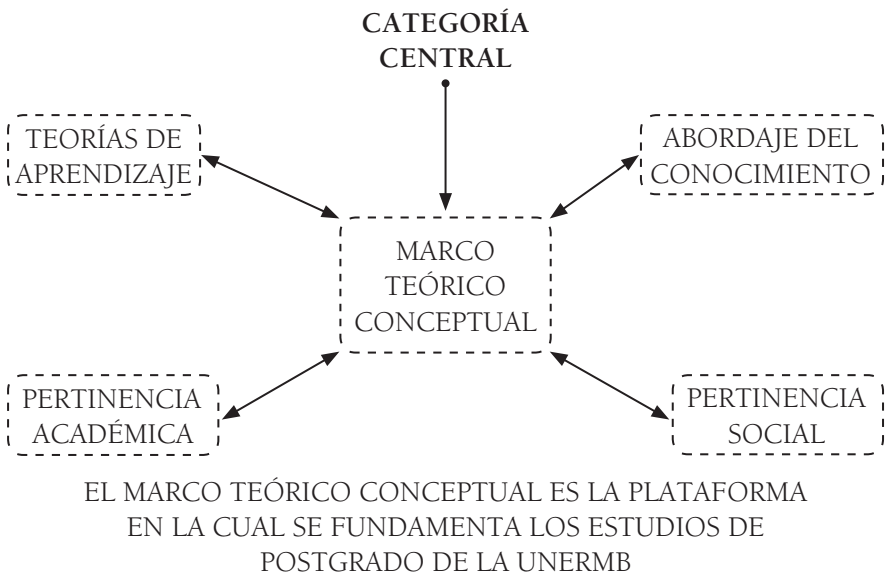 CATEGORÍA
CENTRAL
TEORÍAS DE
APRENDIZAJE
ABORDAJE DEL
CONOCIMIENTO
MARCO
TEÓRICO
CONCEPTUAL
PERTINENCIA
ACADÉMICA
PERTINENCIA
SOCIAL
EL MARCO TEÓRICO CONCEPTUAL ES LA PLATAFORMA
EN LA CUAL SE FUNDAMENTA LOS ESTUDIOS DE
POSTGRADO DE LA UNERMB